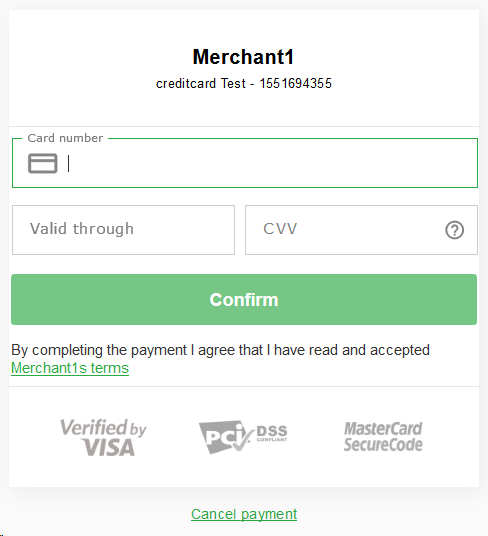 Merchant1
creditcard Test - 1551694355
Card number
Valid through
CVV
Confirm
By completing the payment I agree that I have read and accepted
Merchant1s terms
Verified by
VISA
PCI DSS
COMPLIANT
MasterCard
SecureCode
Cancel payment